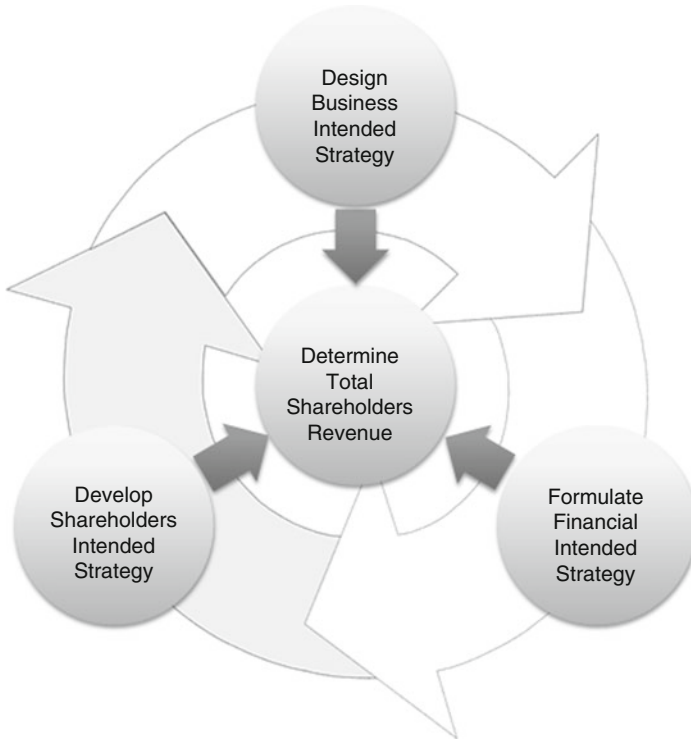 Design
Business
Intended
Strategy
Determine
Total
Shareholders
Revenue
Develop
Shareholders
Intended
Strategy
Formulate
Financial
Intended
Strategy